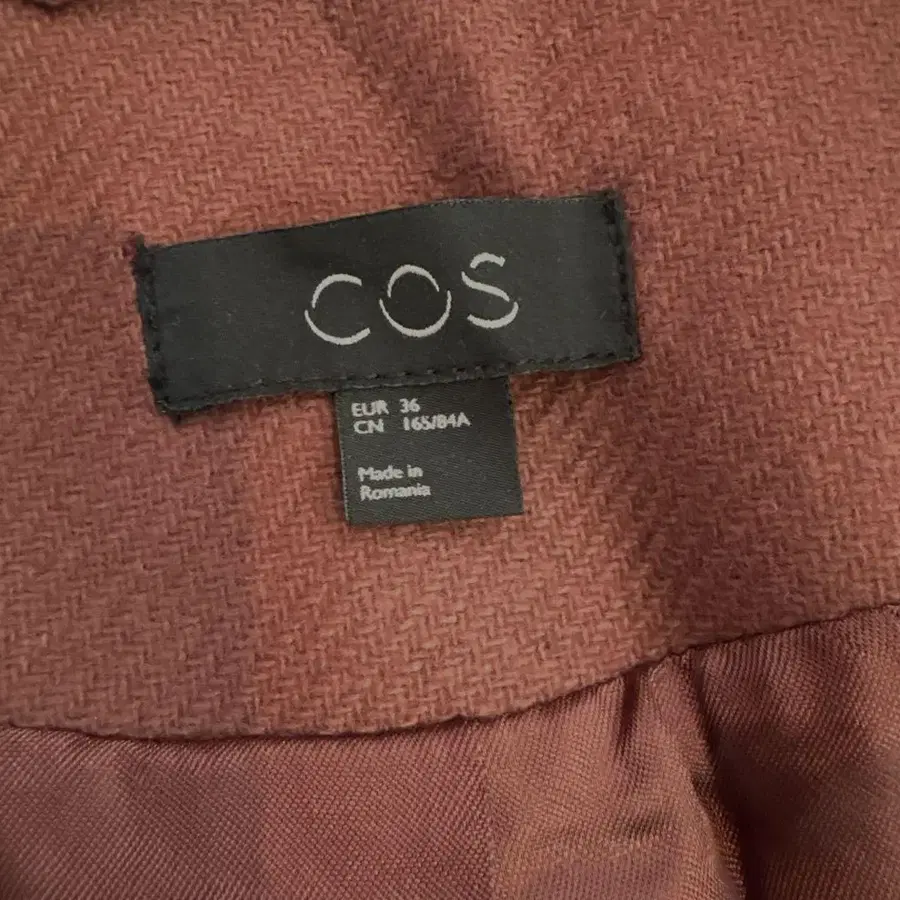 COS
EUR 36
CN 165/84A
Made in
Romania